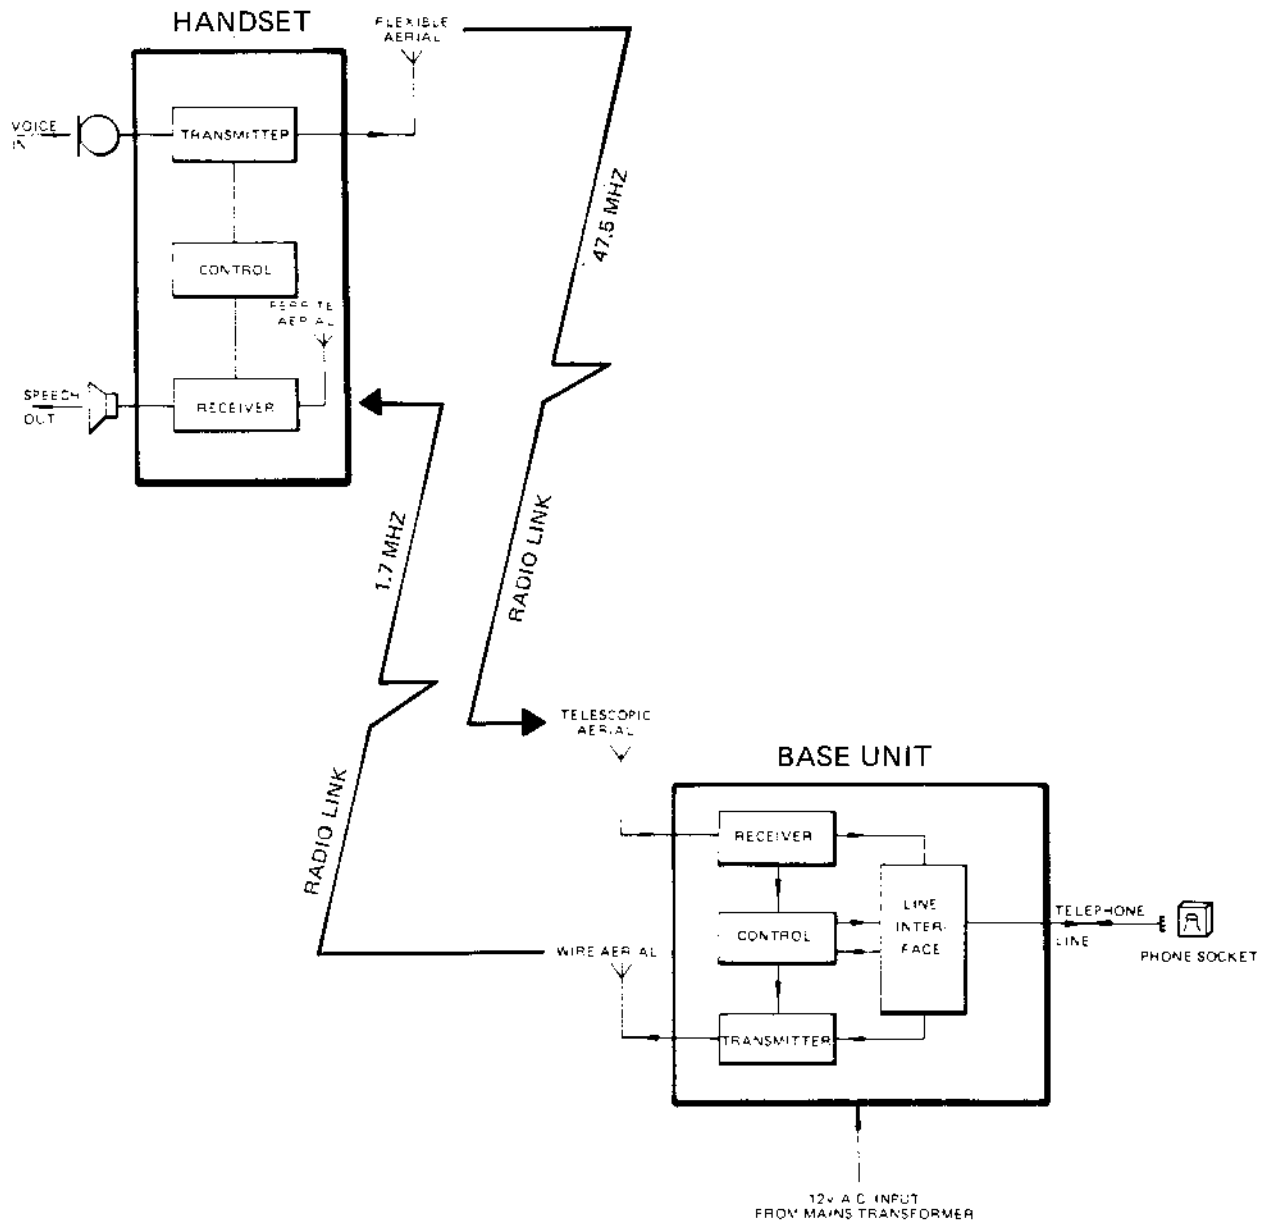 HANDSET
FLEXIBLE
AERIAL
VOICE
IN
TRANSMITTER
47.5 MHZ
CONTROL
FERRITE
AERIAL
SPEECH
OUT
RECEIVER
1.7 MHZ
RADIO LINK
TELESCOPIC
AERIAL
BASE UNIT
RADIO LINK
RECEIVER
LINE
INTER-
FACE
CONTROL
TELEPHONE
LINE
WIRE AERIAL
PHONE SOCKET
TRANSMITTER
12v A.C. INPUT
FROM MAINS TRANSFORMER